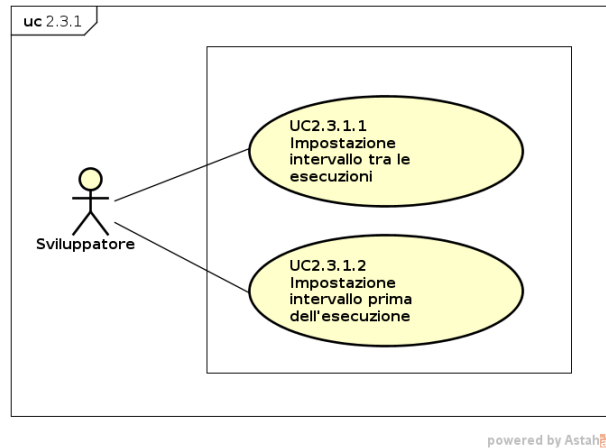 uc 2.3.1
UC2.3.1.1
Impostazione
intervallo tra le
esecuzioni
Sviluppatore
UC2.3.1.2
Impostazione
intervallo prima
dell'esecuzione
powered by Astah